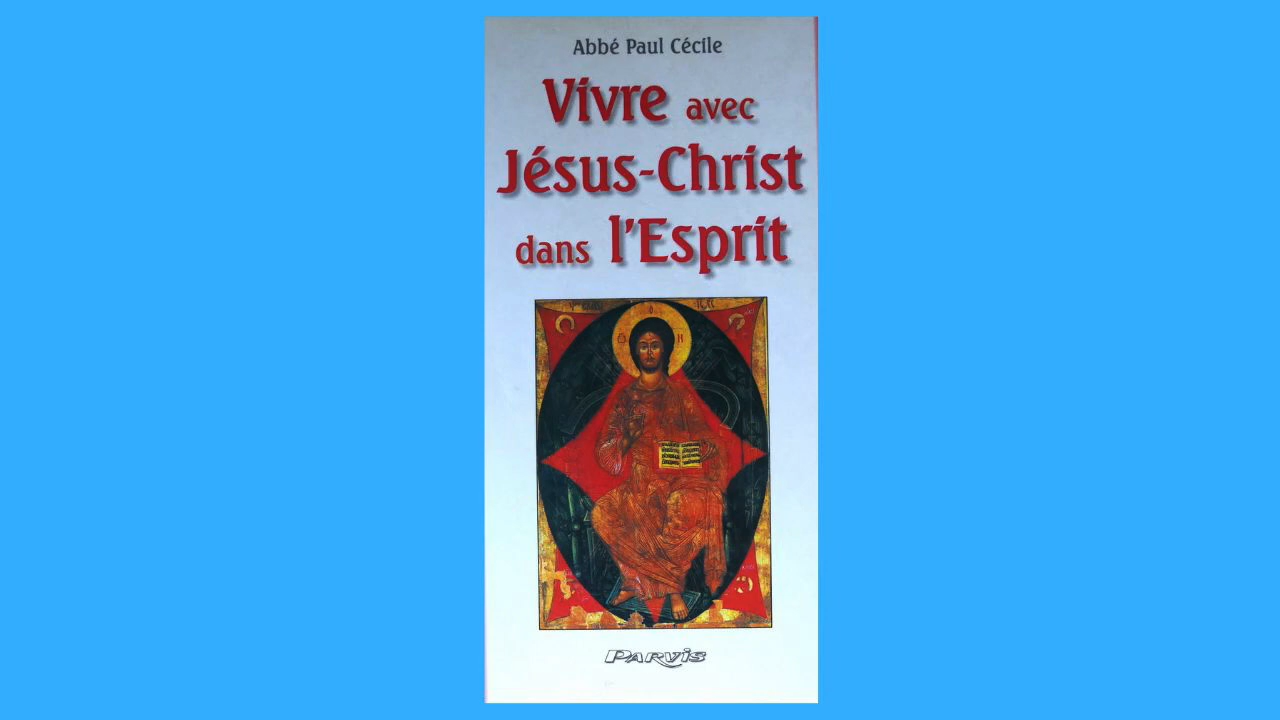 Abbé Paul Cécile
Vivre avec
Jésus-Christ
dans l'Esprit
PARVIS